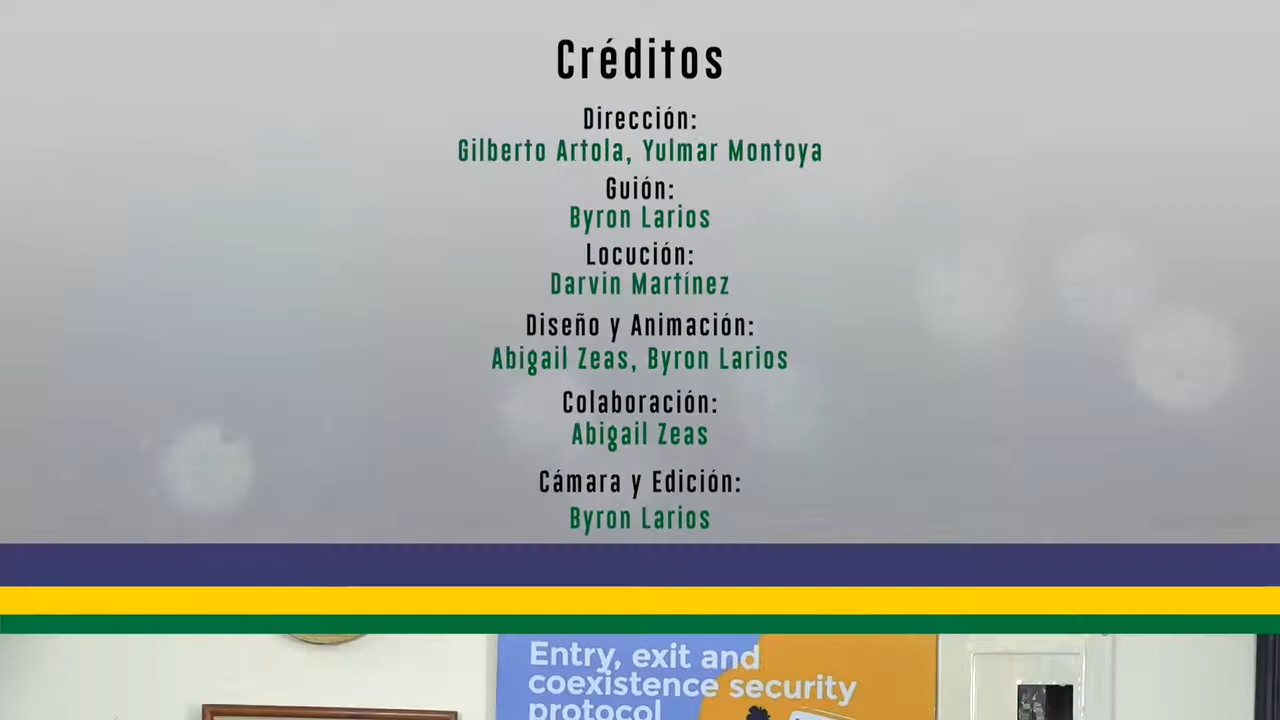 Créditos
Dirección:
Gilberto Artola, Yulmar Montoya
Guión:
Byron Larios
Locución:
Darvin Martínez
Diseño y Animación:
Abigail Zeas, Byron Larios
Colaboración:
Abigail Zeas
Cámara y Edición:
Byron Larios
Entry, exit and
coexistence security
protocol